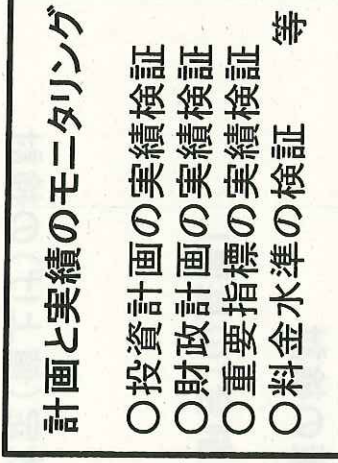 計画と実績のモニタリング
○投資計画の実績検証
○財政計画の実績検証
○重要指標の実績検証
○料金水準の検証　等